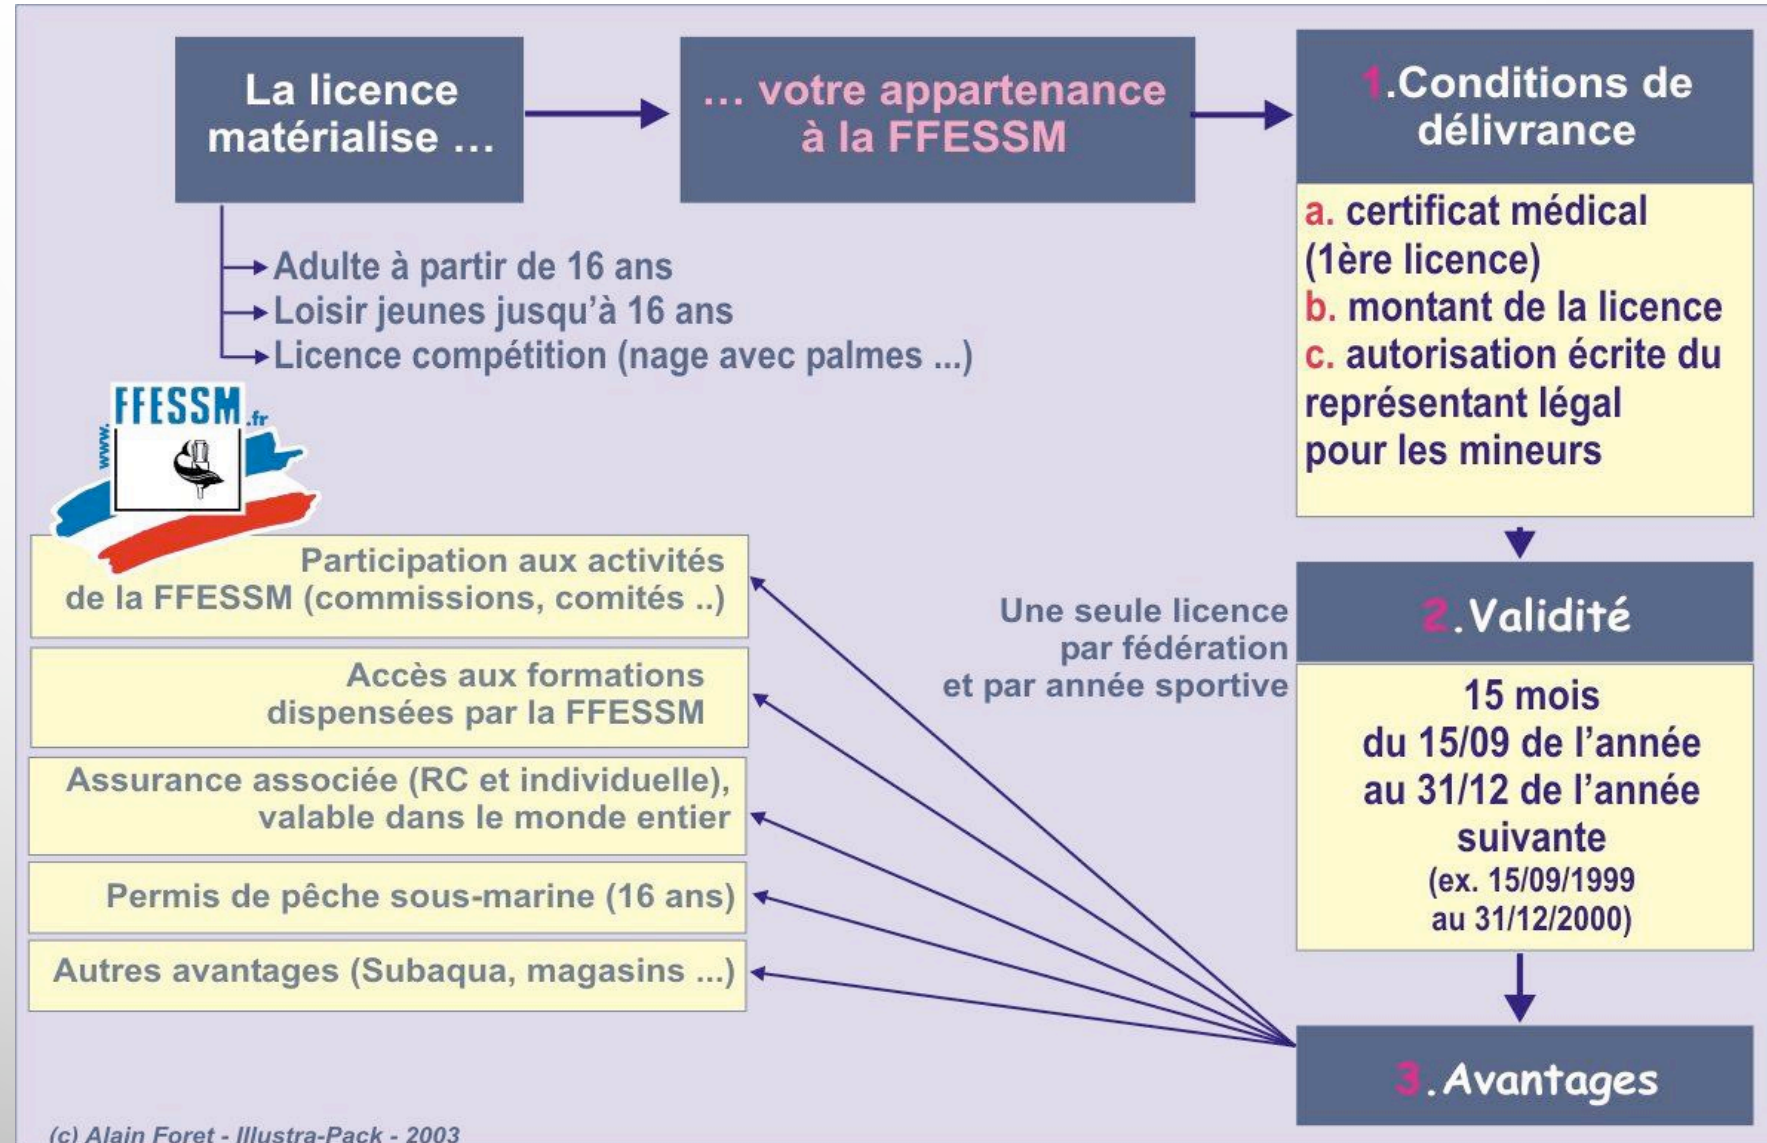 La licence
matérialise ...
... votre appartenance
à la FFESSM
1.Conditions de
délivrance
a. certificat médical
(1ère licence)
b. montant de la licence
c. autorisation écrite du
représentant légal
pour les mineurs
Adulte à partir de 16 ans
Loisir jeunes jusqu'à 16 ans
Licence compétition (nage avec palmes ...)
www.
FFESSM
.fr
Participation aux activités
de la FFESSM (commissions, comités ..)
Accès aux formations
dispensées par la FFESSM
Assurance associée (RC et individuelle),
valable dans le monde entier
Permis de pêche sous-marine (16 ans)
Autres avantages (Subaqua, magasins ...)
Une seule licence
par fédération
et par année sportive
2.Validité
15 mois
du 15/09 de l'année
au 31/12 de l'année
suivante
(ex. 15/09/1999
au 31/12/2000)
3.Avantages
(c) Alain Foret - Illustra-Pack - 2003